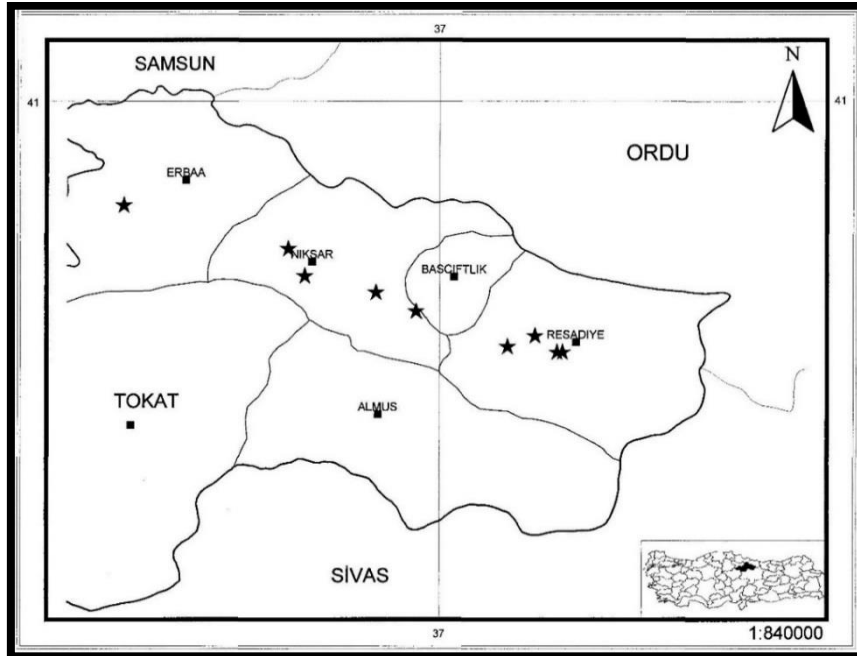 37
SAMSUN
N
41
41
ORDU
ERBAA
NIKSAR
BASCIFTLIK
RESADIYE
TOKAT
ALMUS
SİVAS
37
1:840000